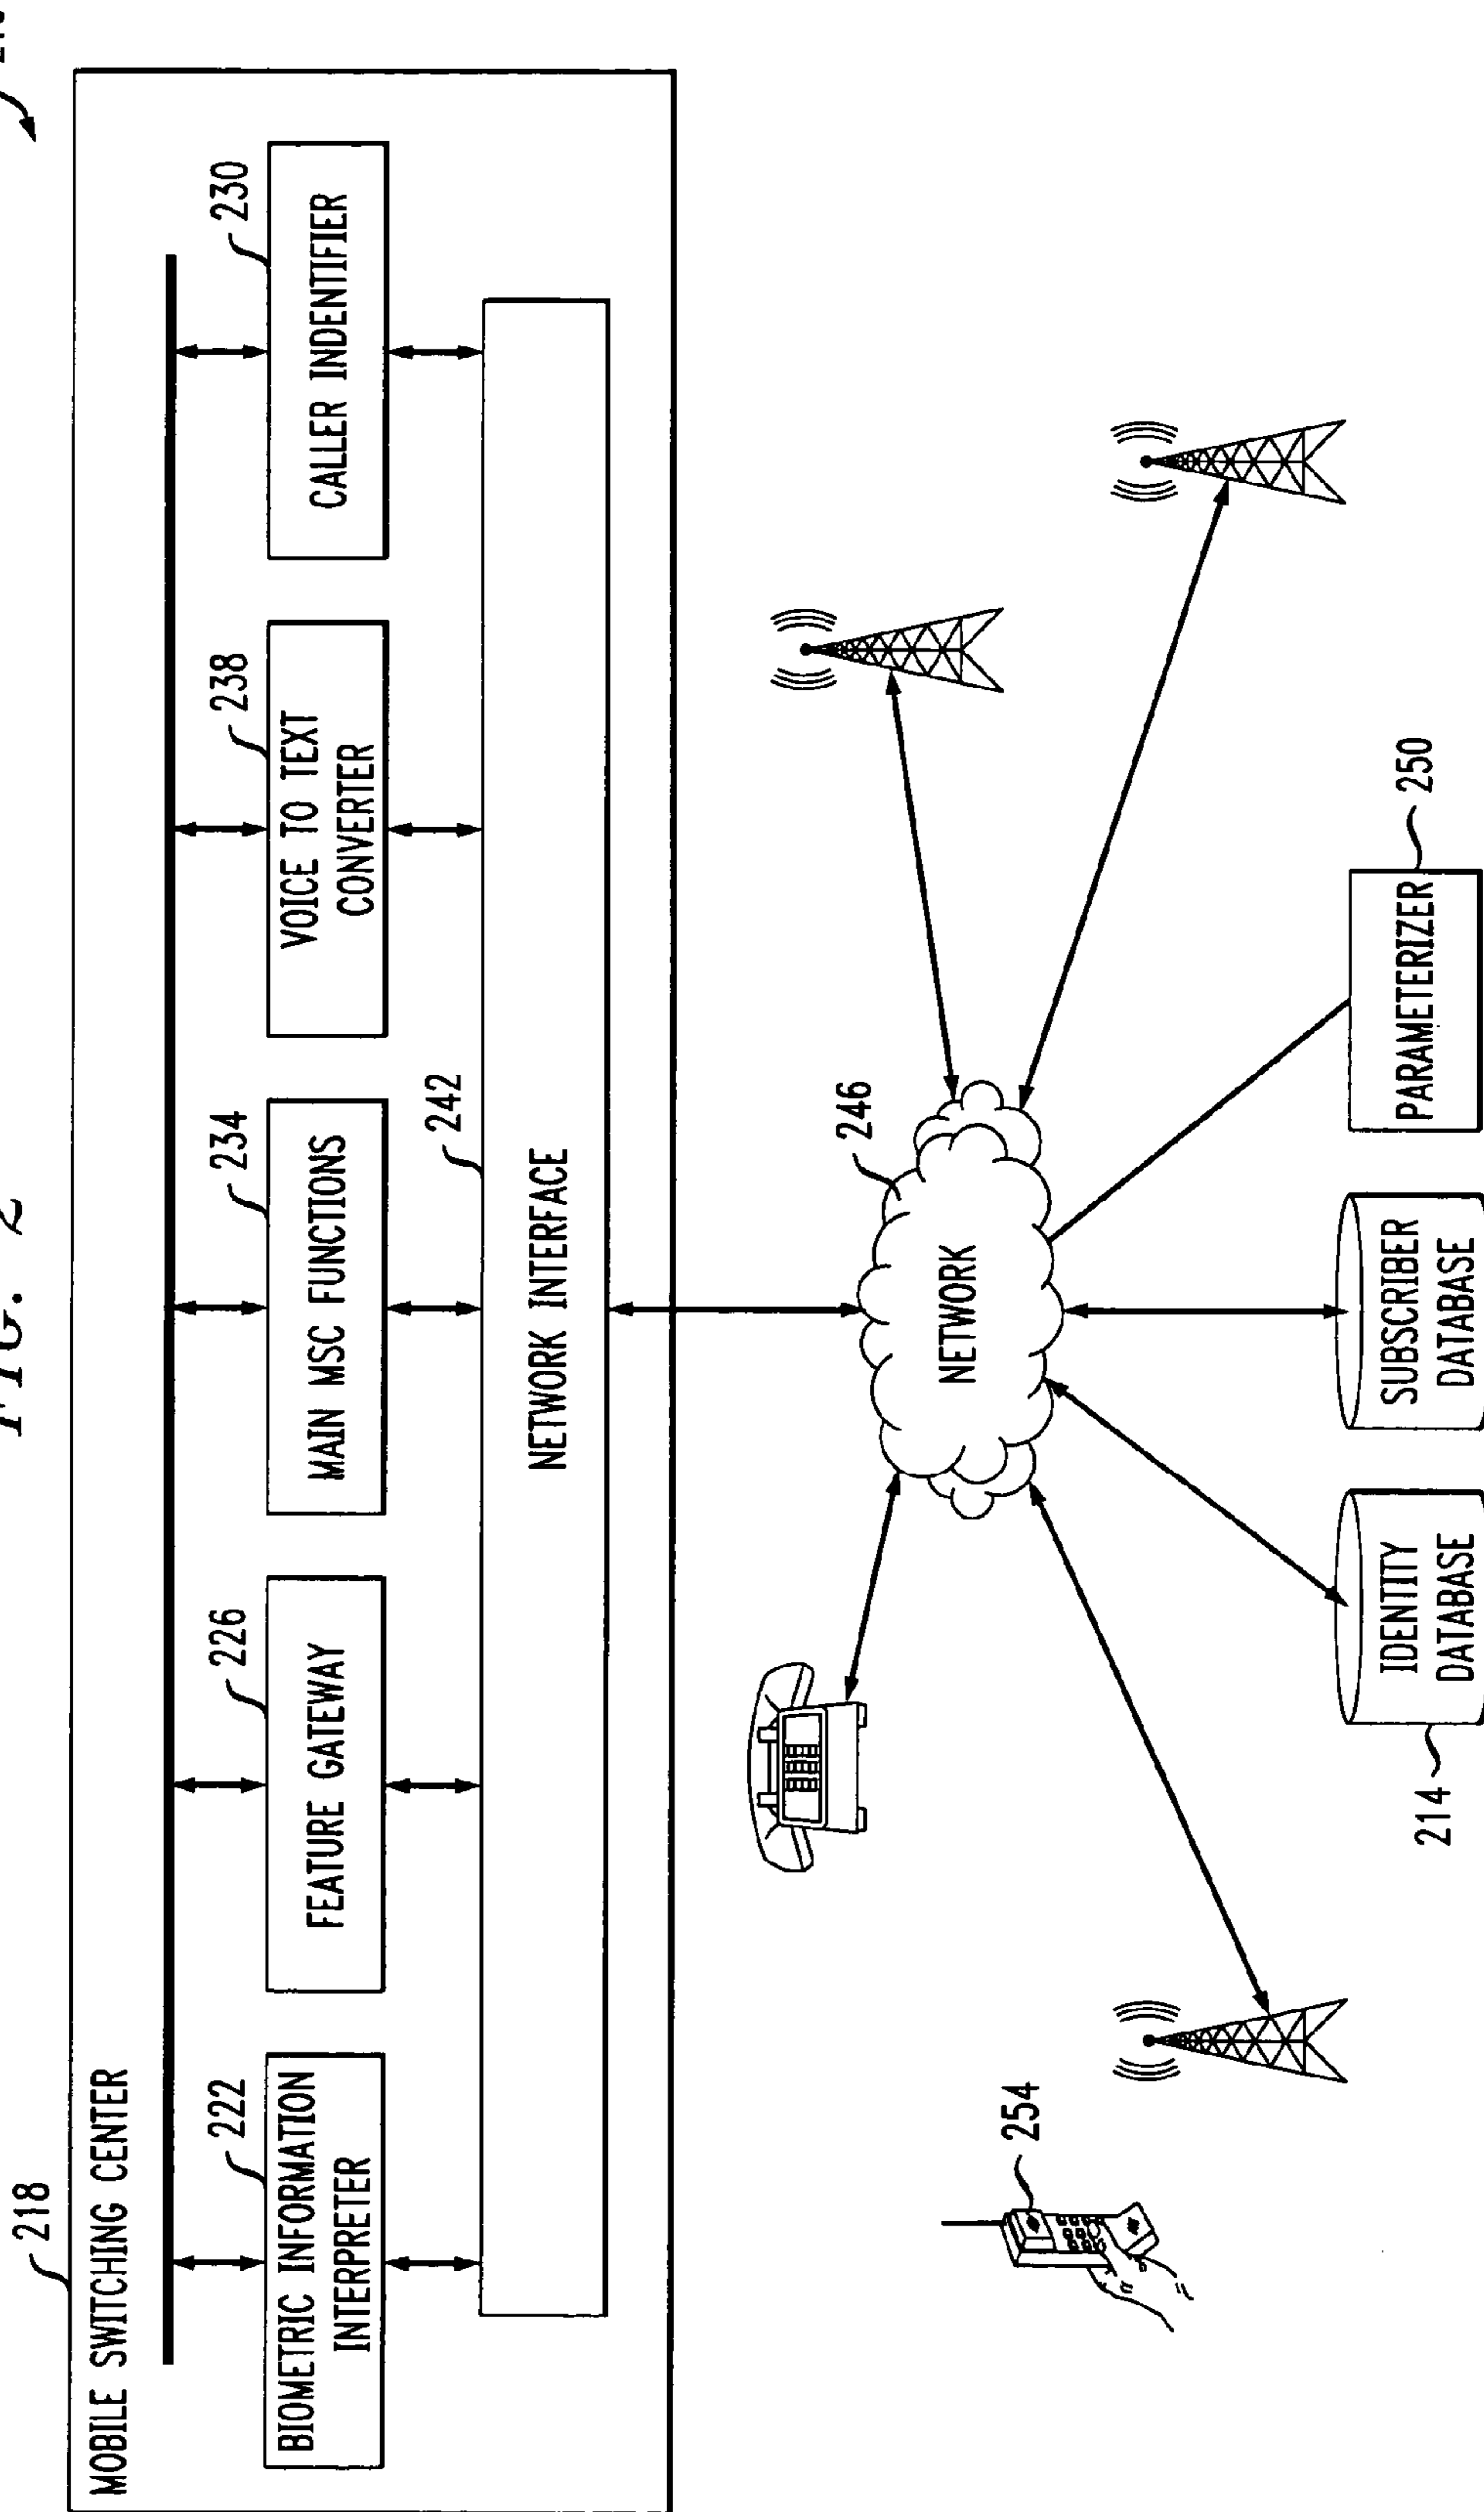 FIG. 2
218
MOBILE SWITCHING CENTER
222
BIOMETRIC INFORMATION
INTERPRETER
226
FEATURE GATEWAY
234
MAIN MSC FUNCTIONS
238
VOICE TO TEXT
CONVERTER
230
CALLER INDENTIFIER
242
NETWORK INTERFACE
246
NETWORK
254
214
IDENTITY
DATABASE
SUBSCRIBER
DATABASE
PARAMETERIZER
250